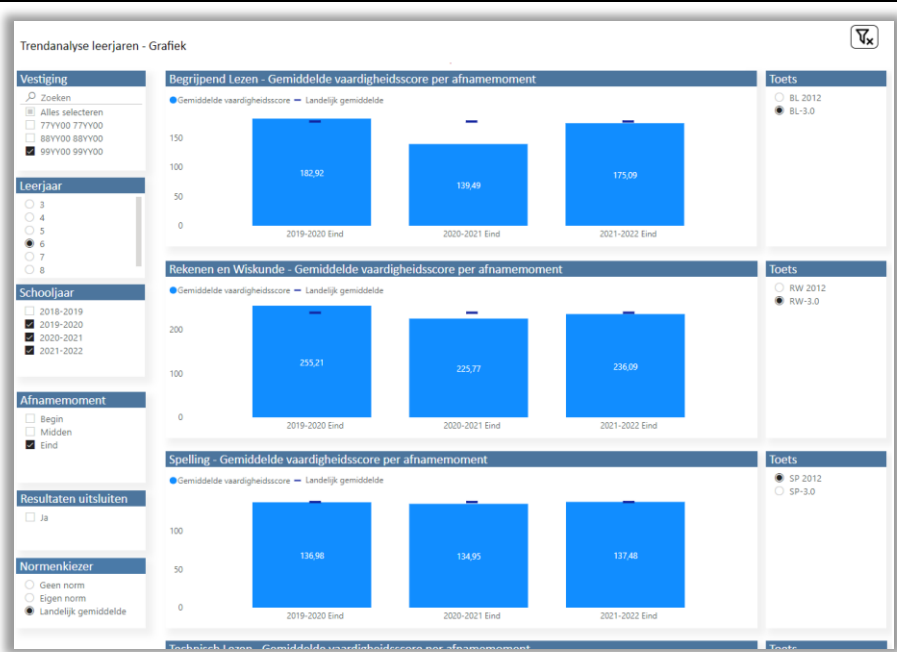 Trendanalyse leerjaren - Grafiek
Vestiging
Zoeken
Alles selecteren
77YY00 77YY00
88YY00 88YY00
99YY00 99YY00
Leerjaar
3
4
5
6
7
8
Schooljaar
2018-2019
2019-2020
2020-2021
2021-2022
Afnamemoment
Begin
Midden
Eind
Resultaten uitsluiten
Ja
Normenkiezer
Geen norm
Eigen norm
Landelijk gemiddelde
Begrijpend Lezen - Gemiddelde vaardigheidsscore per afnamemoment
Gemiddelde vaardigheidsscore Landelijk gemiddelde
150
100
50
0
182,92
139,49
175,09
2019-2020 Eind
2020-2021 Eind
2021-2022 Eind
Toets
BL 2012
BL-3.0
Rekenen en Wiskunde - Gemiddelde vaardigheidsscore per afnamemoment
Gemiddelde vaardigheidsscore Landelijk gemiddelde
200
100
0
255,21
225,77
236,09
2019-2020 Eind
2020-2021 Eind
2021-2022 Eind
Toets
RW 2012
RW-3.0
Spelling - Gemiddelde vaardigheidsscore per afnamemoment
Gemiddelde vaardigheidsscore Landelijk gemiddelde
100
50
0
136,98
134,95
137,48
2019-2020 Eind
2020-2021 Eind
2021-2022 Eind
Toets
SP 2012
SP-3.0
Technisch Lezen - Gemiddelde vaardigheidsscore per afnamemoment
Toets